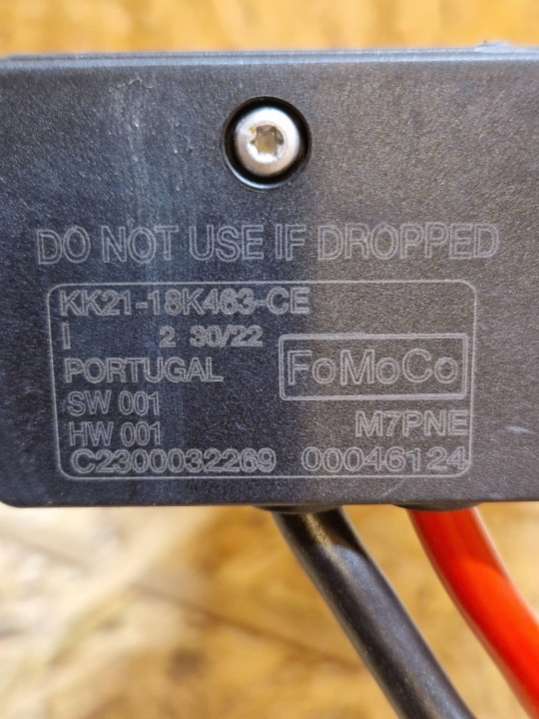 DO NOT USE IF DROPPED
KK21-18K463-CE
I 2 30/22
PORTUGAL FoMoCo
SW 001
HW 001 M7PNE
C2300032269 00046124